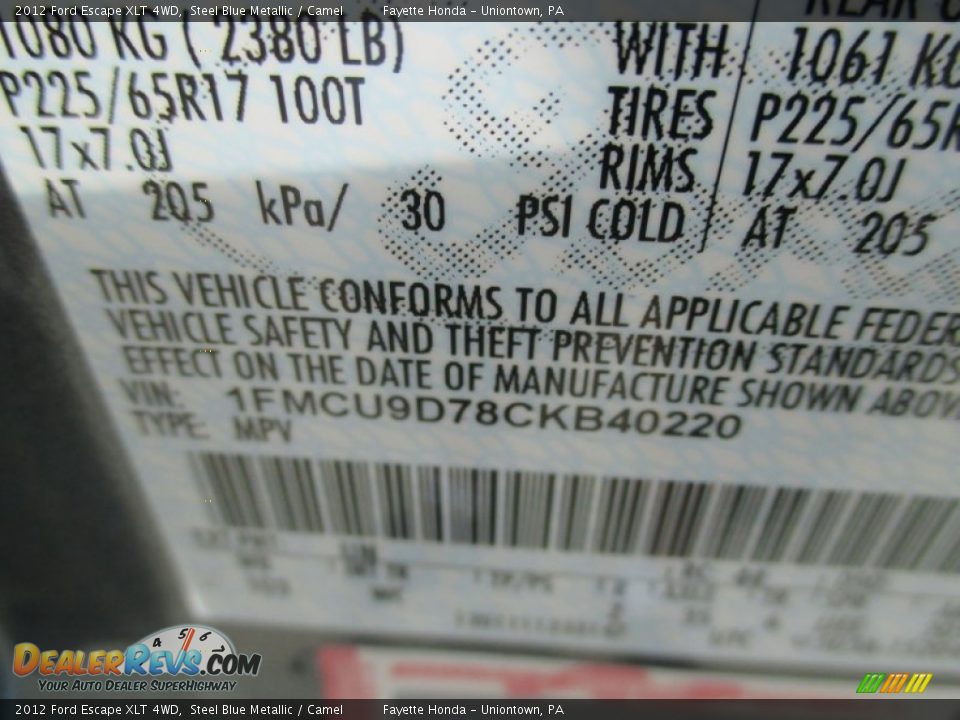 2012 Ford Escape XLT 4WD, Steel Blue Metallic / Camel Fayette Honda - Uniontown, PA
1080 KG ( 2380 LB) WITH 1061 KG
P225/65R17 100T TIRES P225/65R
17x7.0J RIMS 17x7.0J
AT 205 kPa/ 30 PSI COLD AT 205
THIS VEHICLE CONFORMS TO ALL APPLICABLE FEDER
VEHICLE SAFETY AND THEFT PREVENTION STANDARDS
EFFECT ON THE DATE OF MANUFACTURE SHOWN ABOV
VIN: 1FMCU9D78CKB40220
TYPE: MPV
DEALERREVS.COM
YOUR AUTO DEALER SUPERHIGHWAY
2012 Ford Escape XLT 4WD, Steel Blue Metallic / Camel Fayette Honda - Uniontown, PA